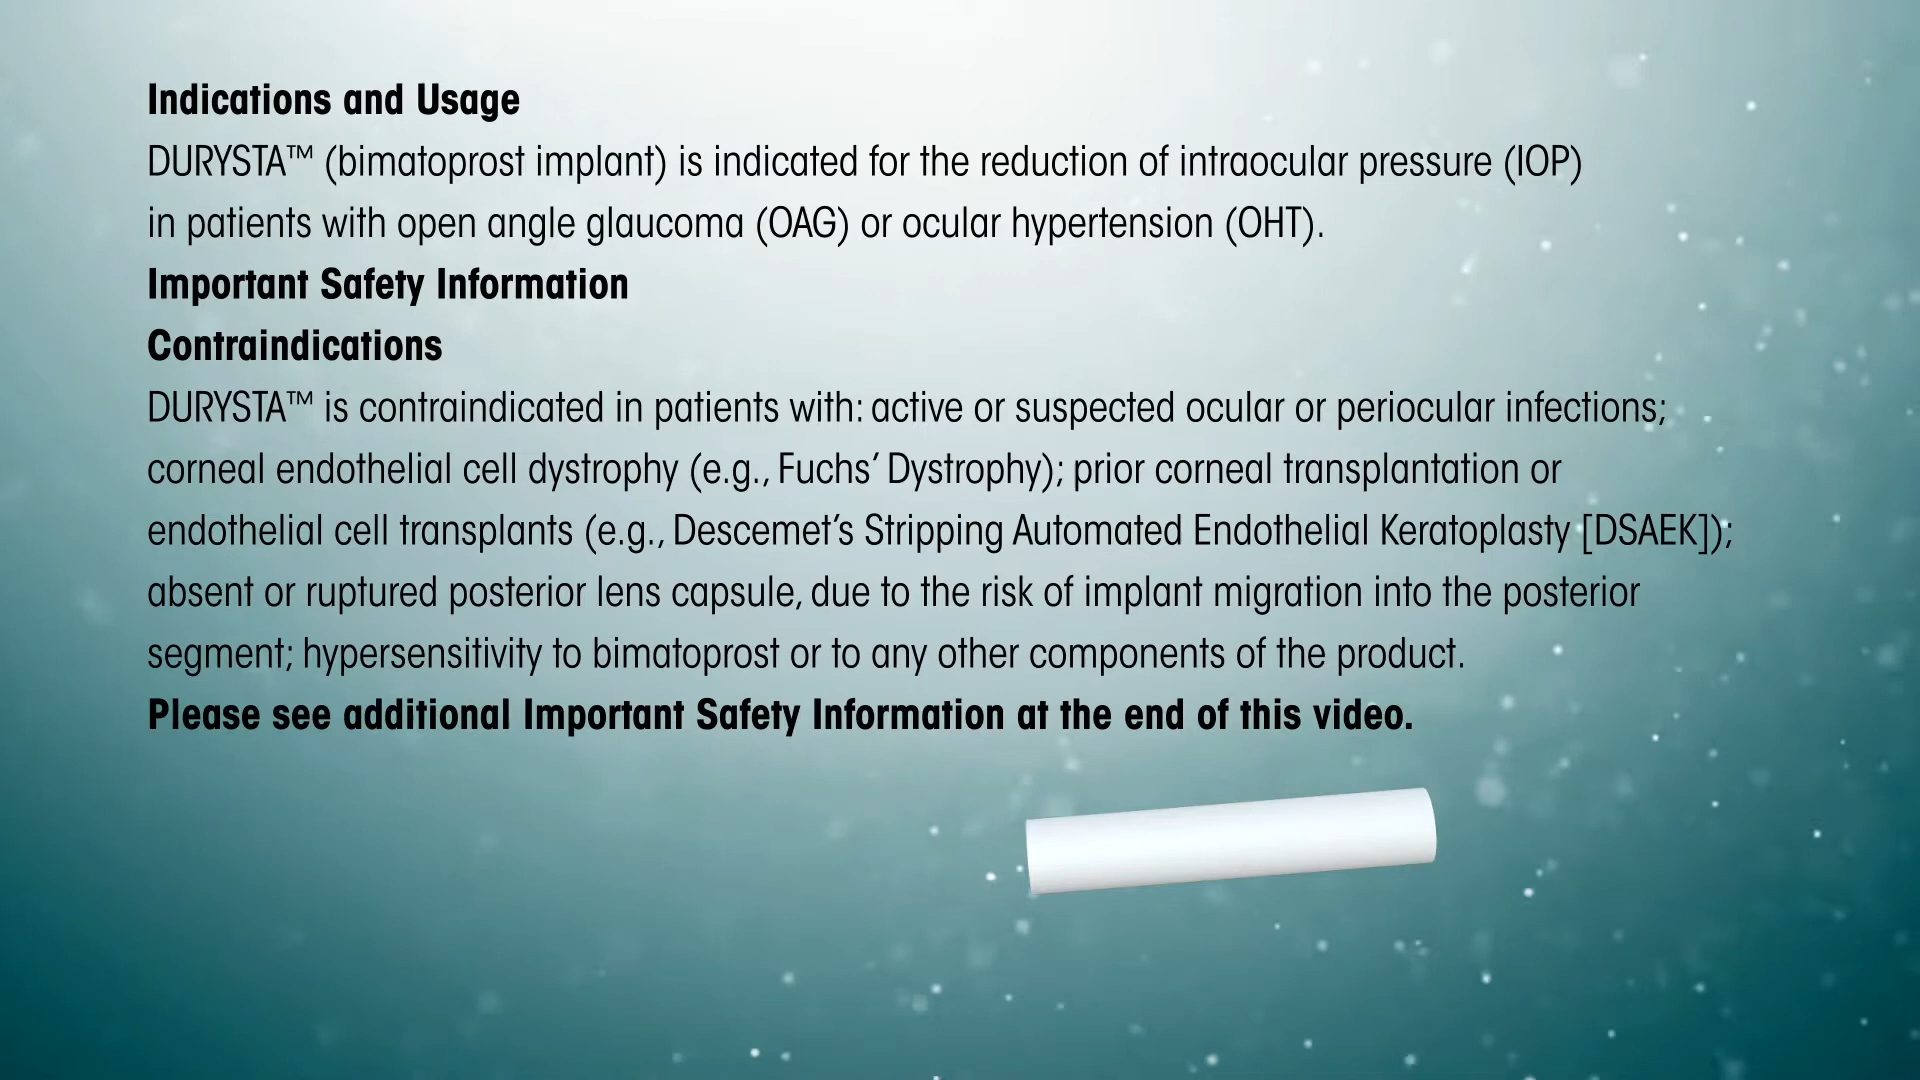 Indications and Usage
DURYSTA™ (bimatoprost implant) is indicated for the reduction of intraocular pressure (IOP)
in patients with open angle glaucoma (OAG) or ocular hypertension (OHT).
Important Safety Information
Contraindications
DURYSTA™ is contraindicated in patients with: active or suspected ocular or periocular infections;
corneal endothelial cell dystrophy (e.g., Fuchs’ Dystrophy); prior corneal transplantation or
endothelial cell transplants (e.g., Descemet’s Stripping Automated Endothelial Keratoplasty [DSAEK]);
absent or ruptured posterior lens capsule, due to the risk of implant migration into the posterior
segment; hypersensitivity to bimatoprost or to any other components of the product.
Please see additional Important Safety Information at the end of this video.